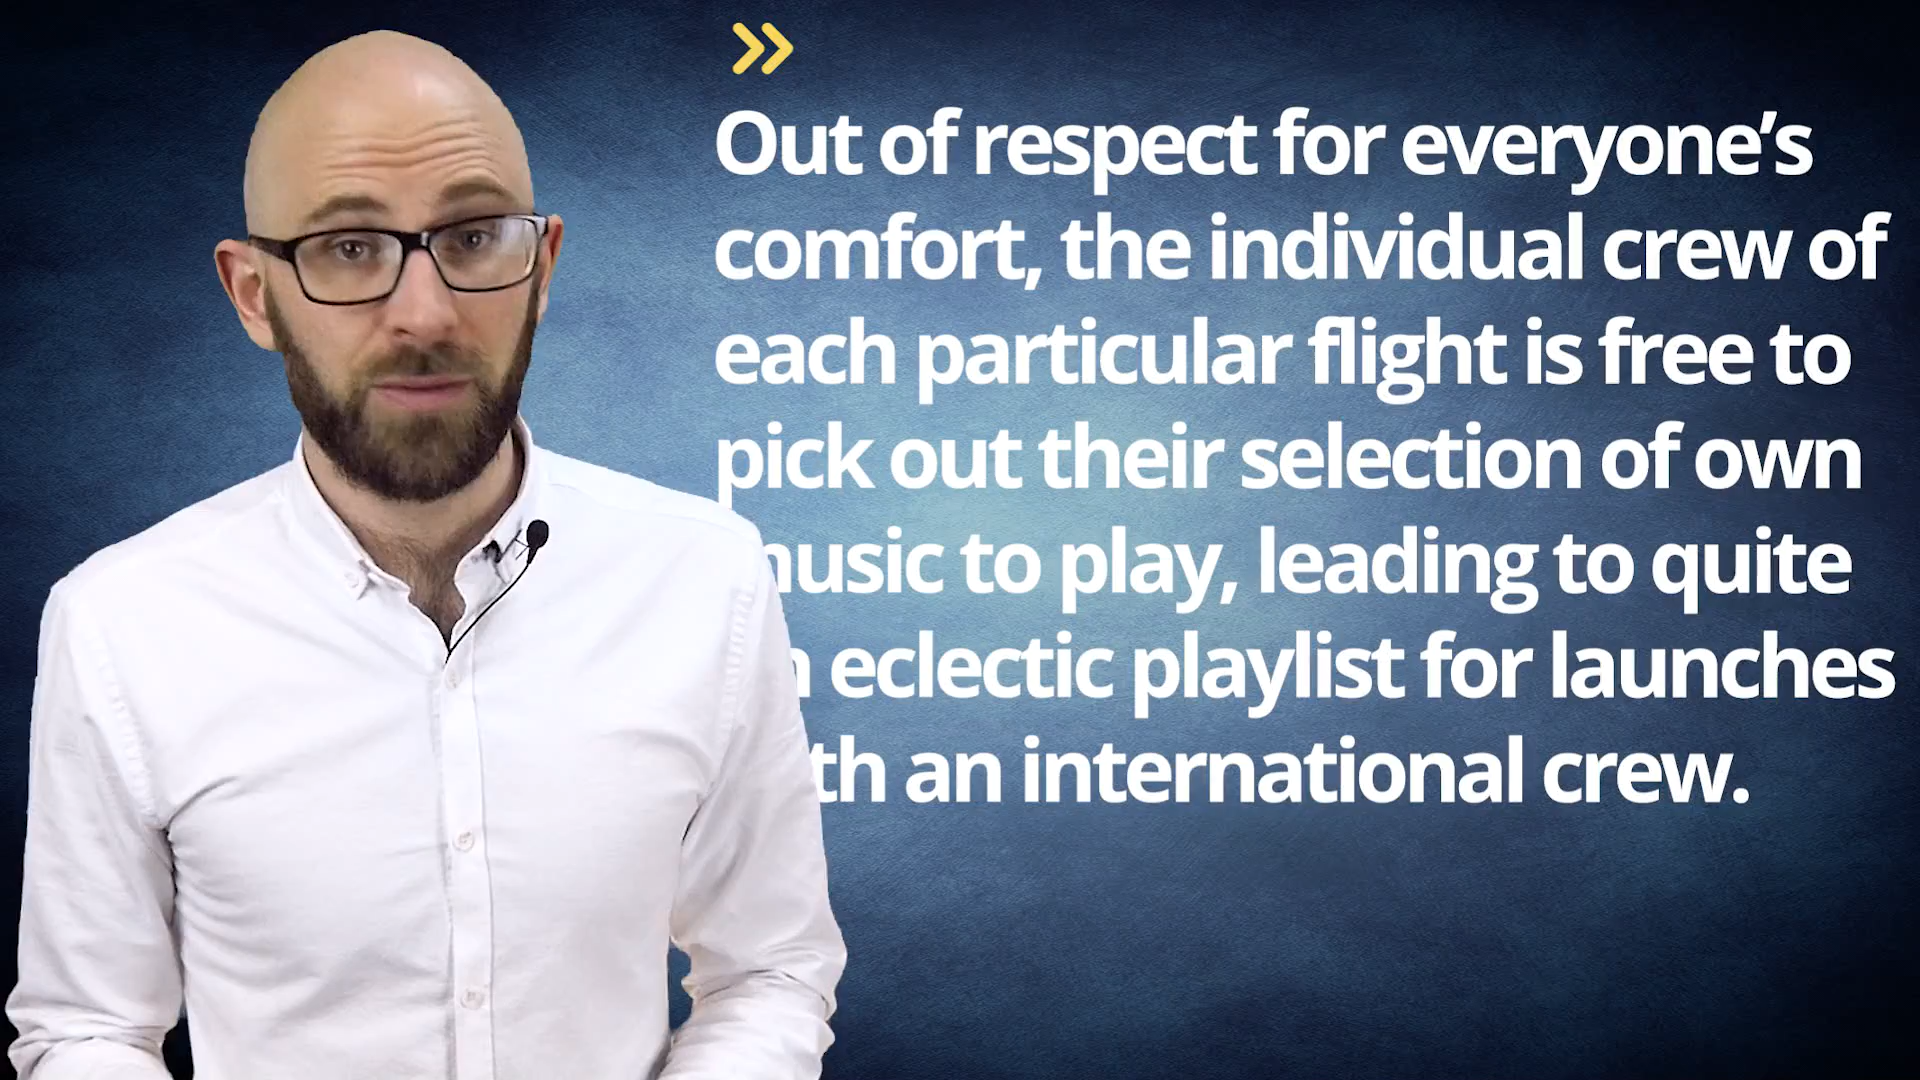 Out of respect for everyone’s
comfort, the individual crew of
each particular flight is free to
pick out their selection of own
to play, leading to quite
eclectic playlist for launches
an international crew.